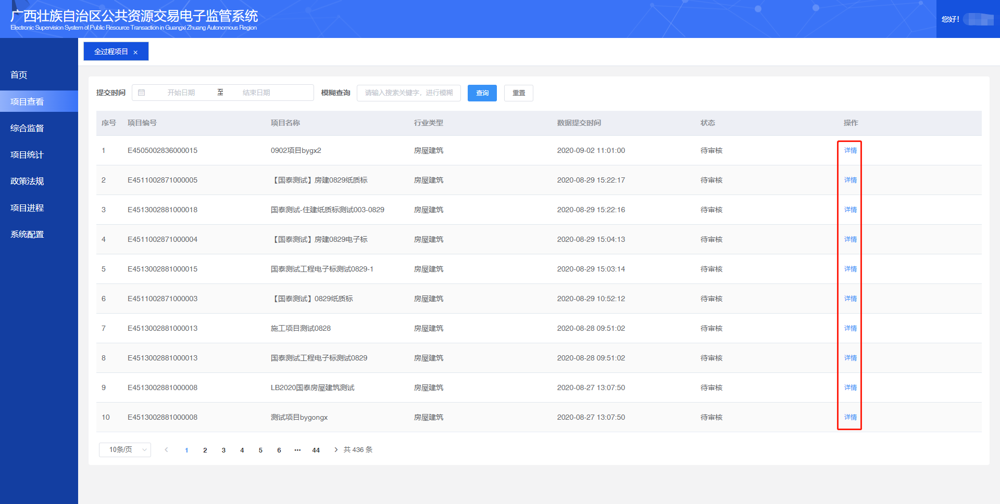 广西壮族自治区公共资源交易电子监管系统
Electronic Supervision System of Public Resource Transaction in Guangxi Zhuang Autonomous Region
您好!
全过程项目 ×
首页
项目查看
综合监督
项目统计
政策法规
项目进程
系统配置
提交时间 开始日期 至 结束日期 模糊查询 请输入搜索关键字，进行模糊 查询 重置
序号 项目编号 项目名称 行业类型 数据提交时间 状态 操作
1 E4505002836000015 0902项目bygx2 房屋建筑 2020-09-02 11:01:00 待审核 详情
2 E4511002871000005 【国泰测试】房建0829纸质标 房屋建筑 2020-08-29 15:22:17 待审核 详情
3 E4513002881000018 国泰测试-住建纸质标测试003-0829 房屋建筑 2020-08-29 15:22:16 待审核 详情
4 E4511002871000004 【国泰测试】房建0829电子标 房屋建筑 2020-08-29 15:04:13 待审核 详情
5 E4513002881000015 国泰测试工程电子标测试0829-1 房屋建筑 2020-08-29 15:03:14 待审核 详情
6 E4511002871000003 【国泰测试】0829纸质标 房屋建筑 2020-08-29 10:52:12 待审核 详情
7 E4513002881000013 施工项目测试0828 房屋建筑 2020-08-28 09:51:02 待审核 详情
8 E4513002881000013 国泰测试工程电子标测试0829 房屋建筑 2020-08-28 09:51:02 待审核 详情
9 E4513002881000008 LB2020国泰房屋建筑测试 房屋建筑 2020-08-27 13:07:50 待审核 详情
10 E4513002881000008 测试项目bygongx 房屋建筑 2020-08-27 13:07:50 待审核 详情
10条/页 1 2 3 4 5 6 ··· 44 共 436 条